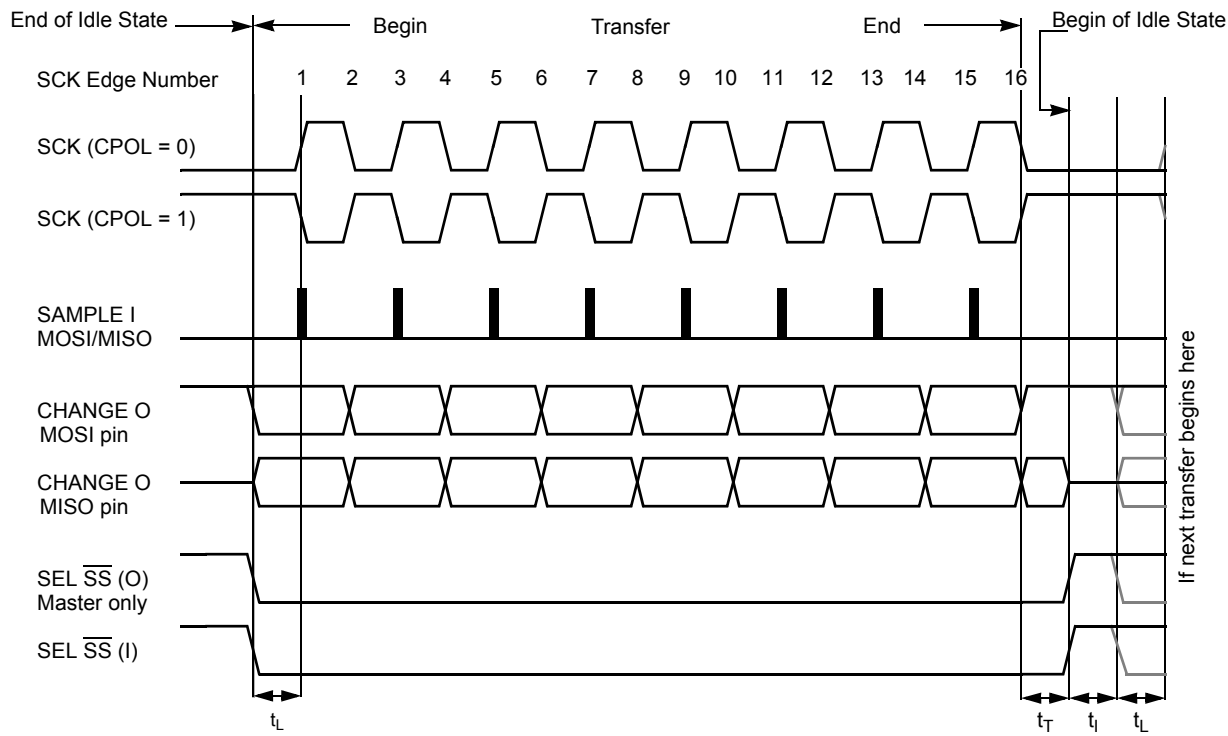 End of Idle State
Begin
Transfer
End
Begin of Idle State
SCK Edge Number
1 2 3 4 5 6 7 8 9 10 11 12 13 14 15 16
SCK (CPOL = 0)
SCK (CPOL = 1)
SAMPLE I
MOSI/MISO
CHANGE O
MOSI pin
CHANGE O
MISO pin
SEL SS (O)
Master only
SEL SS (I)
tL
tT
tI
tL
If next transfer begins here